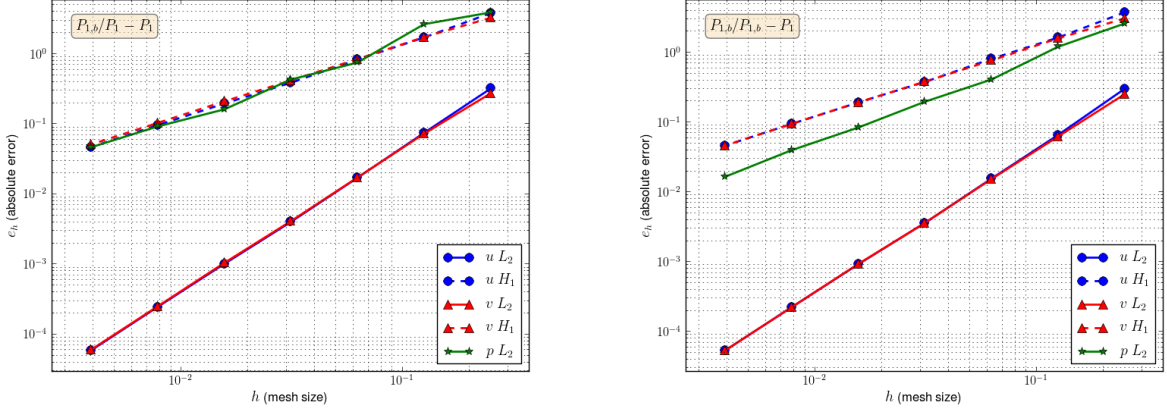 P₁,b/P₁ − P₁
10⁰
10⁻¹
10⁻²
10⁻³
10⁻⁴
eₕ (absolute error)
10⁻²
10⁻¹
h (mesh size)
u L₂
u H₁
v L₂
v H₁
p L₂
P₁,b/P₁,b − P₁
10⁰
10⁻¹
10⁻²
10⁻³
10⁻⁴
eₕ (absolute error)
10⁻²
10⁻¹
h (mesh size)
u L₂
u H₁
v L₂
v H₁
p L₂